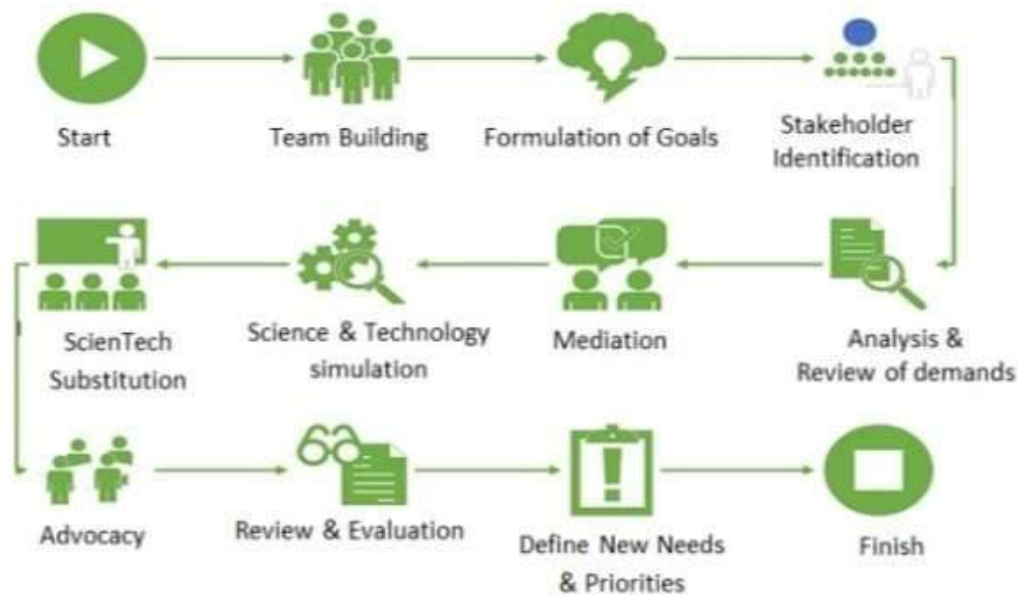 Start
Team Building
Formulation of Goals
Stakeholder
Identification
Analysis &
Review of demands
Mediation
Science & Technology
simulation
ScienTech
Substitution
Advocacy
Review & Evaluation
Define New Needs
& Priorities
Finish